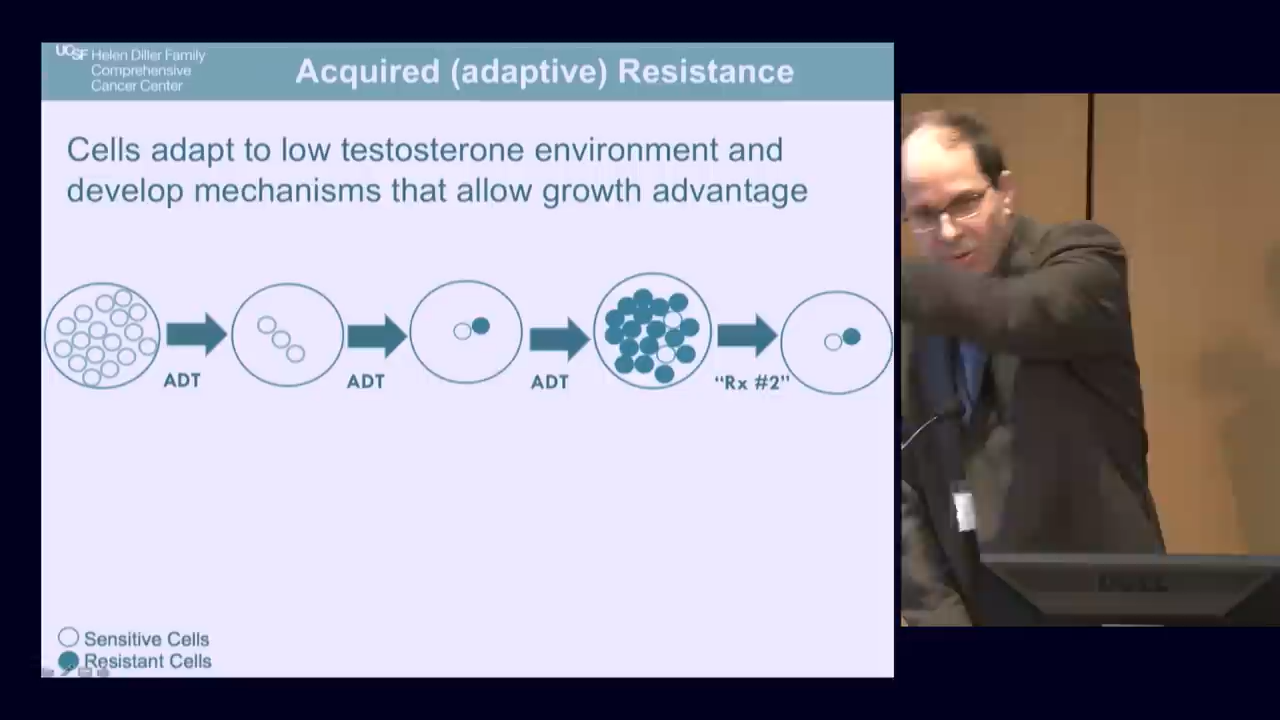 UCSF Helen Diller Family
Comprehensive
Cancer Center
Acquired (adaptive) Resistance
Cells adapt to low testosterone environment and
develop mechanisms that allow growth advantage
ADT
ADT
ADT
“Rx #2”
Sensitive Cells
Resistant Cells
DELL